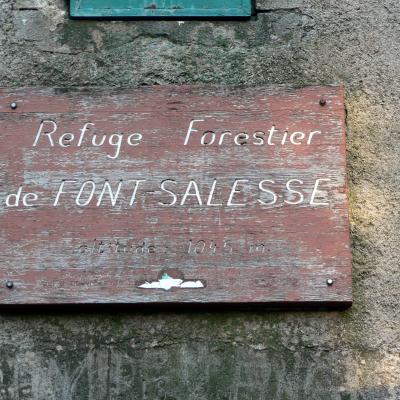 Refuge Forestier
de FONT-SALESSE
altitude 1045 m